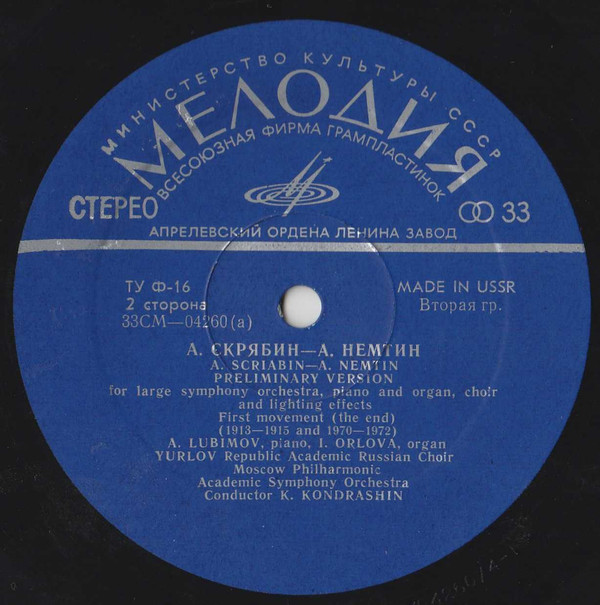 МИНИСТЕРСТВО КУЛЬТУРЫ СССР
МЕЛОДИЯ
ВСЕСОЮЗНАЯ ФИРМА ГРАМПЛАСТИНОК
СТЕРЕО
33
АПРЕЛЕВСКИЙ ОРДЕНА ЛЕНИНА ЗАВОД
ТУ Ф-16
MADE IN USSR
2 сторона
Вторая гр.
33СМ—04260(а)
А. СКРЯБИН—А. НЕМТИН
A. SCRIABIN—A. NEMTIN
PRELIMINARY VERSION
for large symphony orchestra, piano and organ, choir
and lighting effects
First movement (the end)
(1913—1915 and 1970—1972)
A. LUBIMOV, piano, I. ORLOVA, organ
YURLOV Republic Academic Russian Choir
Moscow Philharmonic
Academic Symphony Orchestra
Conductor K. KONDRASHIN